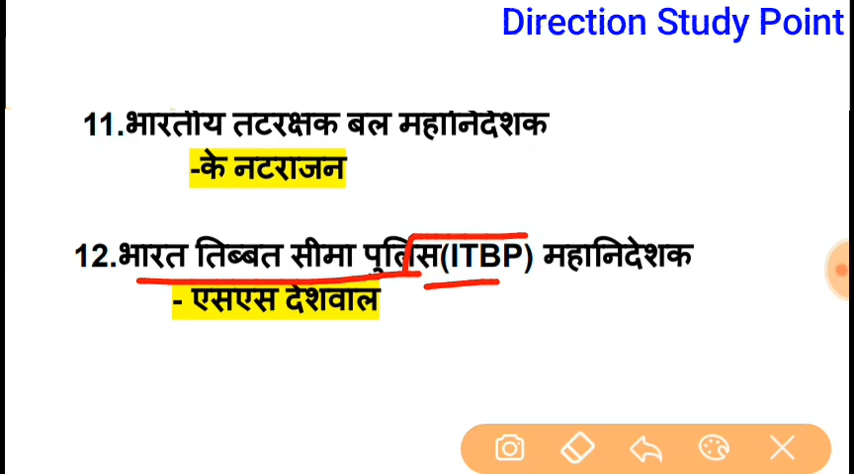 Direction Study Point
11.भारतीय तटरक्षक बल महानिदेशक
-के नटराजन
12.भारत तिब्बत सीमा पुलिस(ITBP) महानिदेशक
- एसएस देशवाल